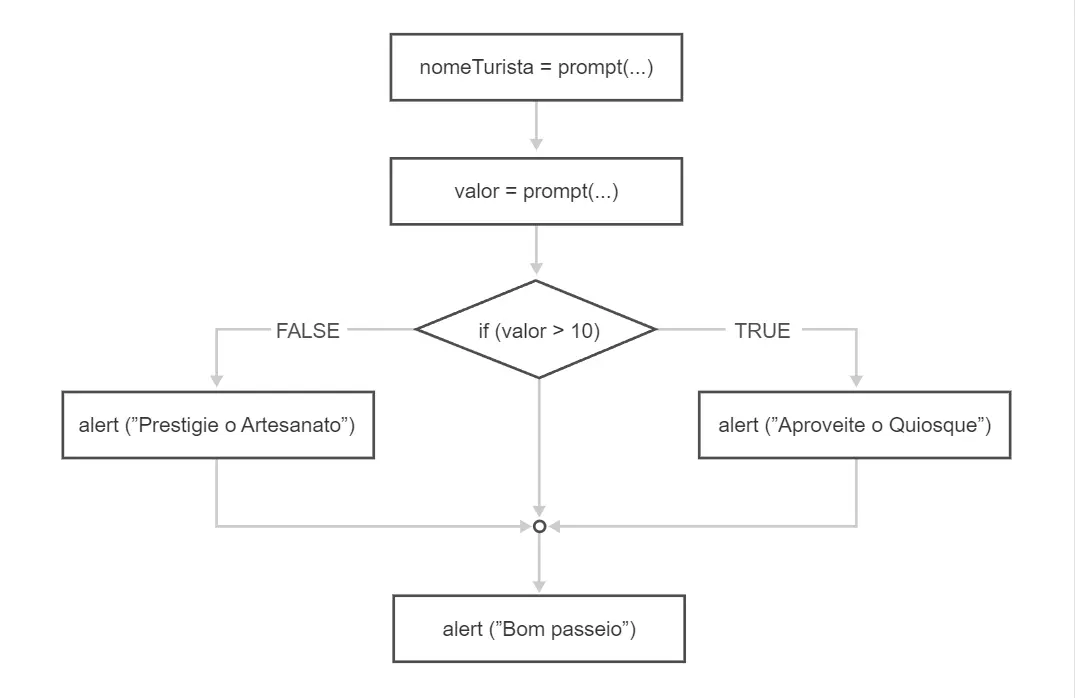 nomeTurista = prompt(...)
valor = prompt(...)
if (valor > 10)
FALSE
TRUE
alert (”Prestigie o Artesanato”)
alert (”Aproveite o Quiosque”)
alert (”Bom passeio”)